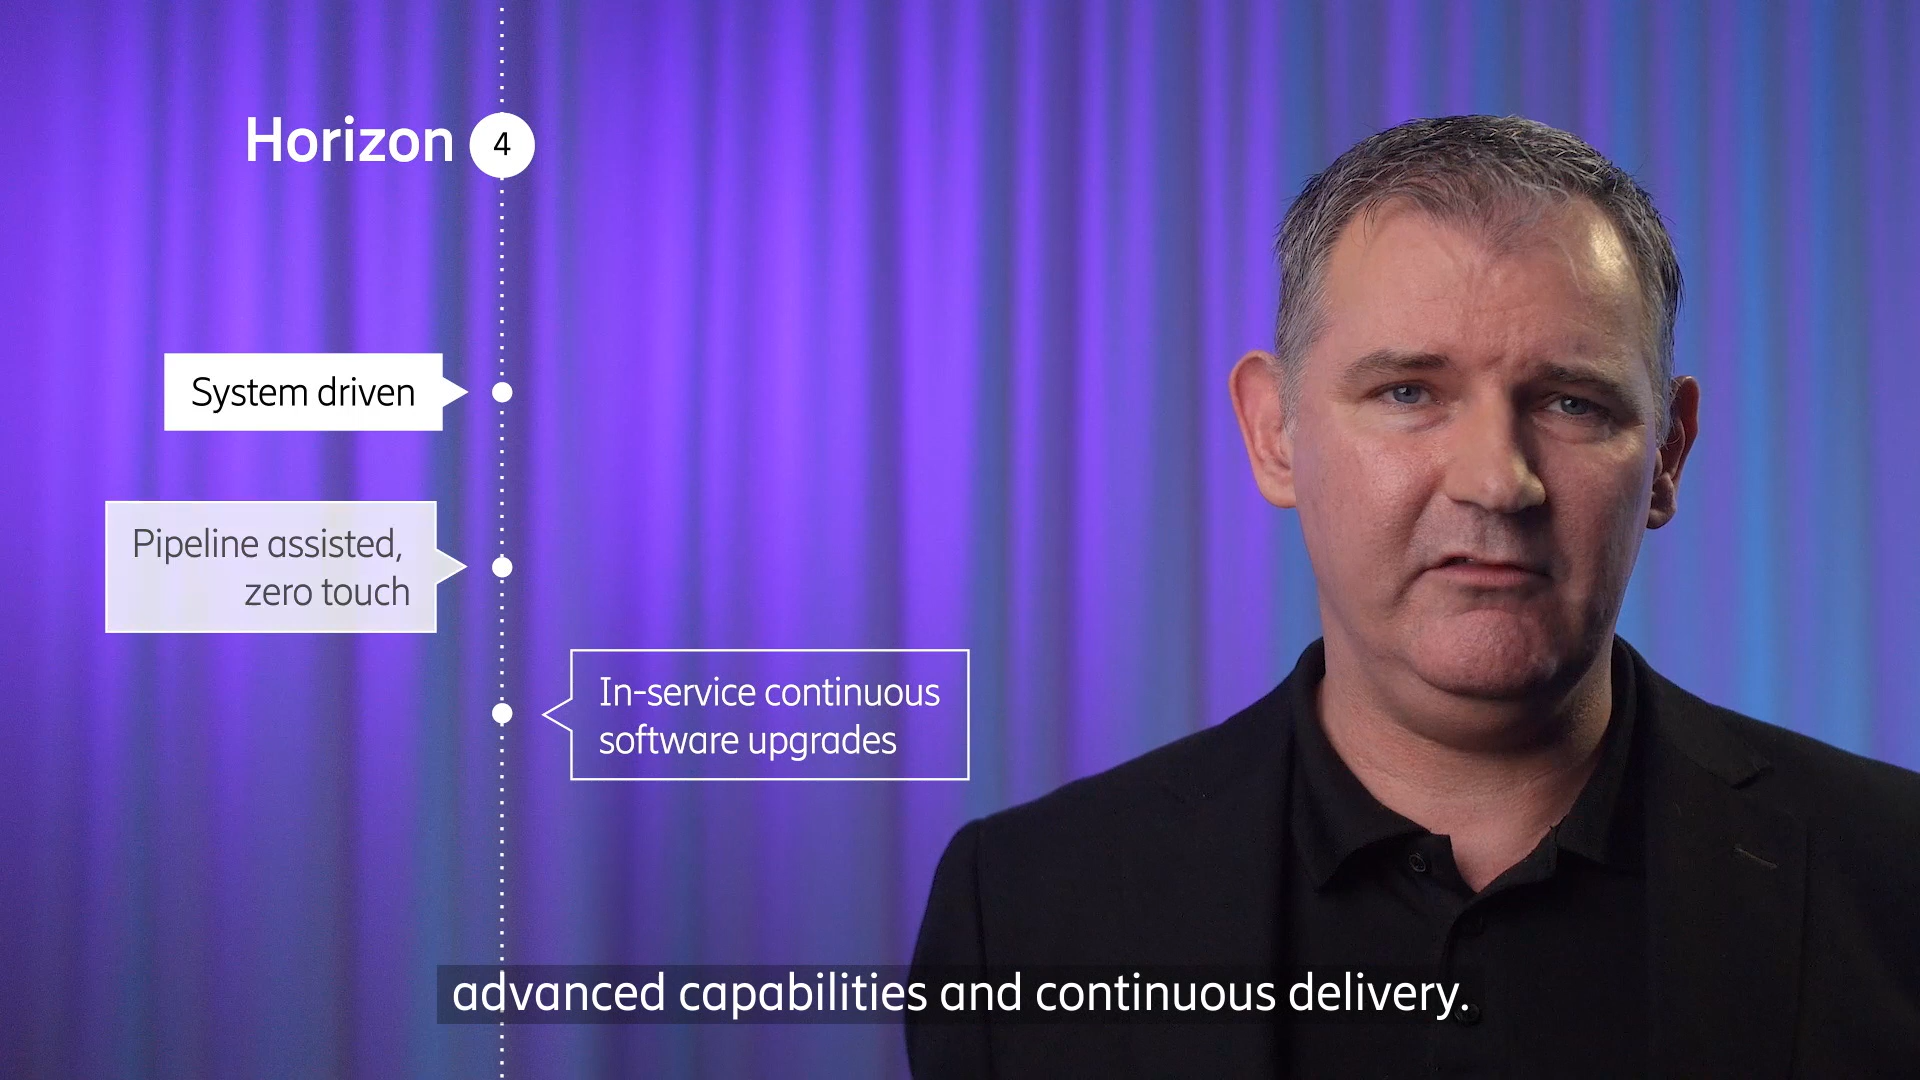 Horizon 4
System driven
Pipeline assisted,
zero touch
In-service continuous
software upgrades
advanced capabilities and continuous delivery.